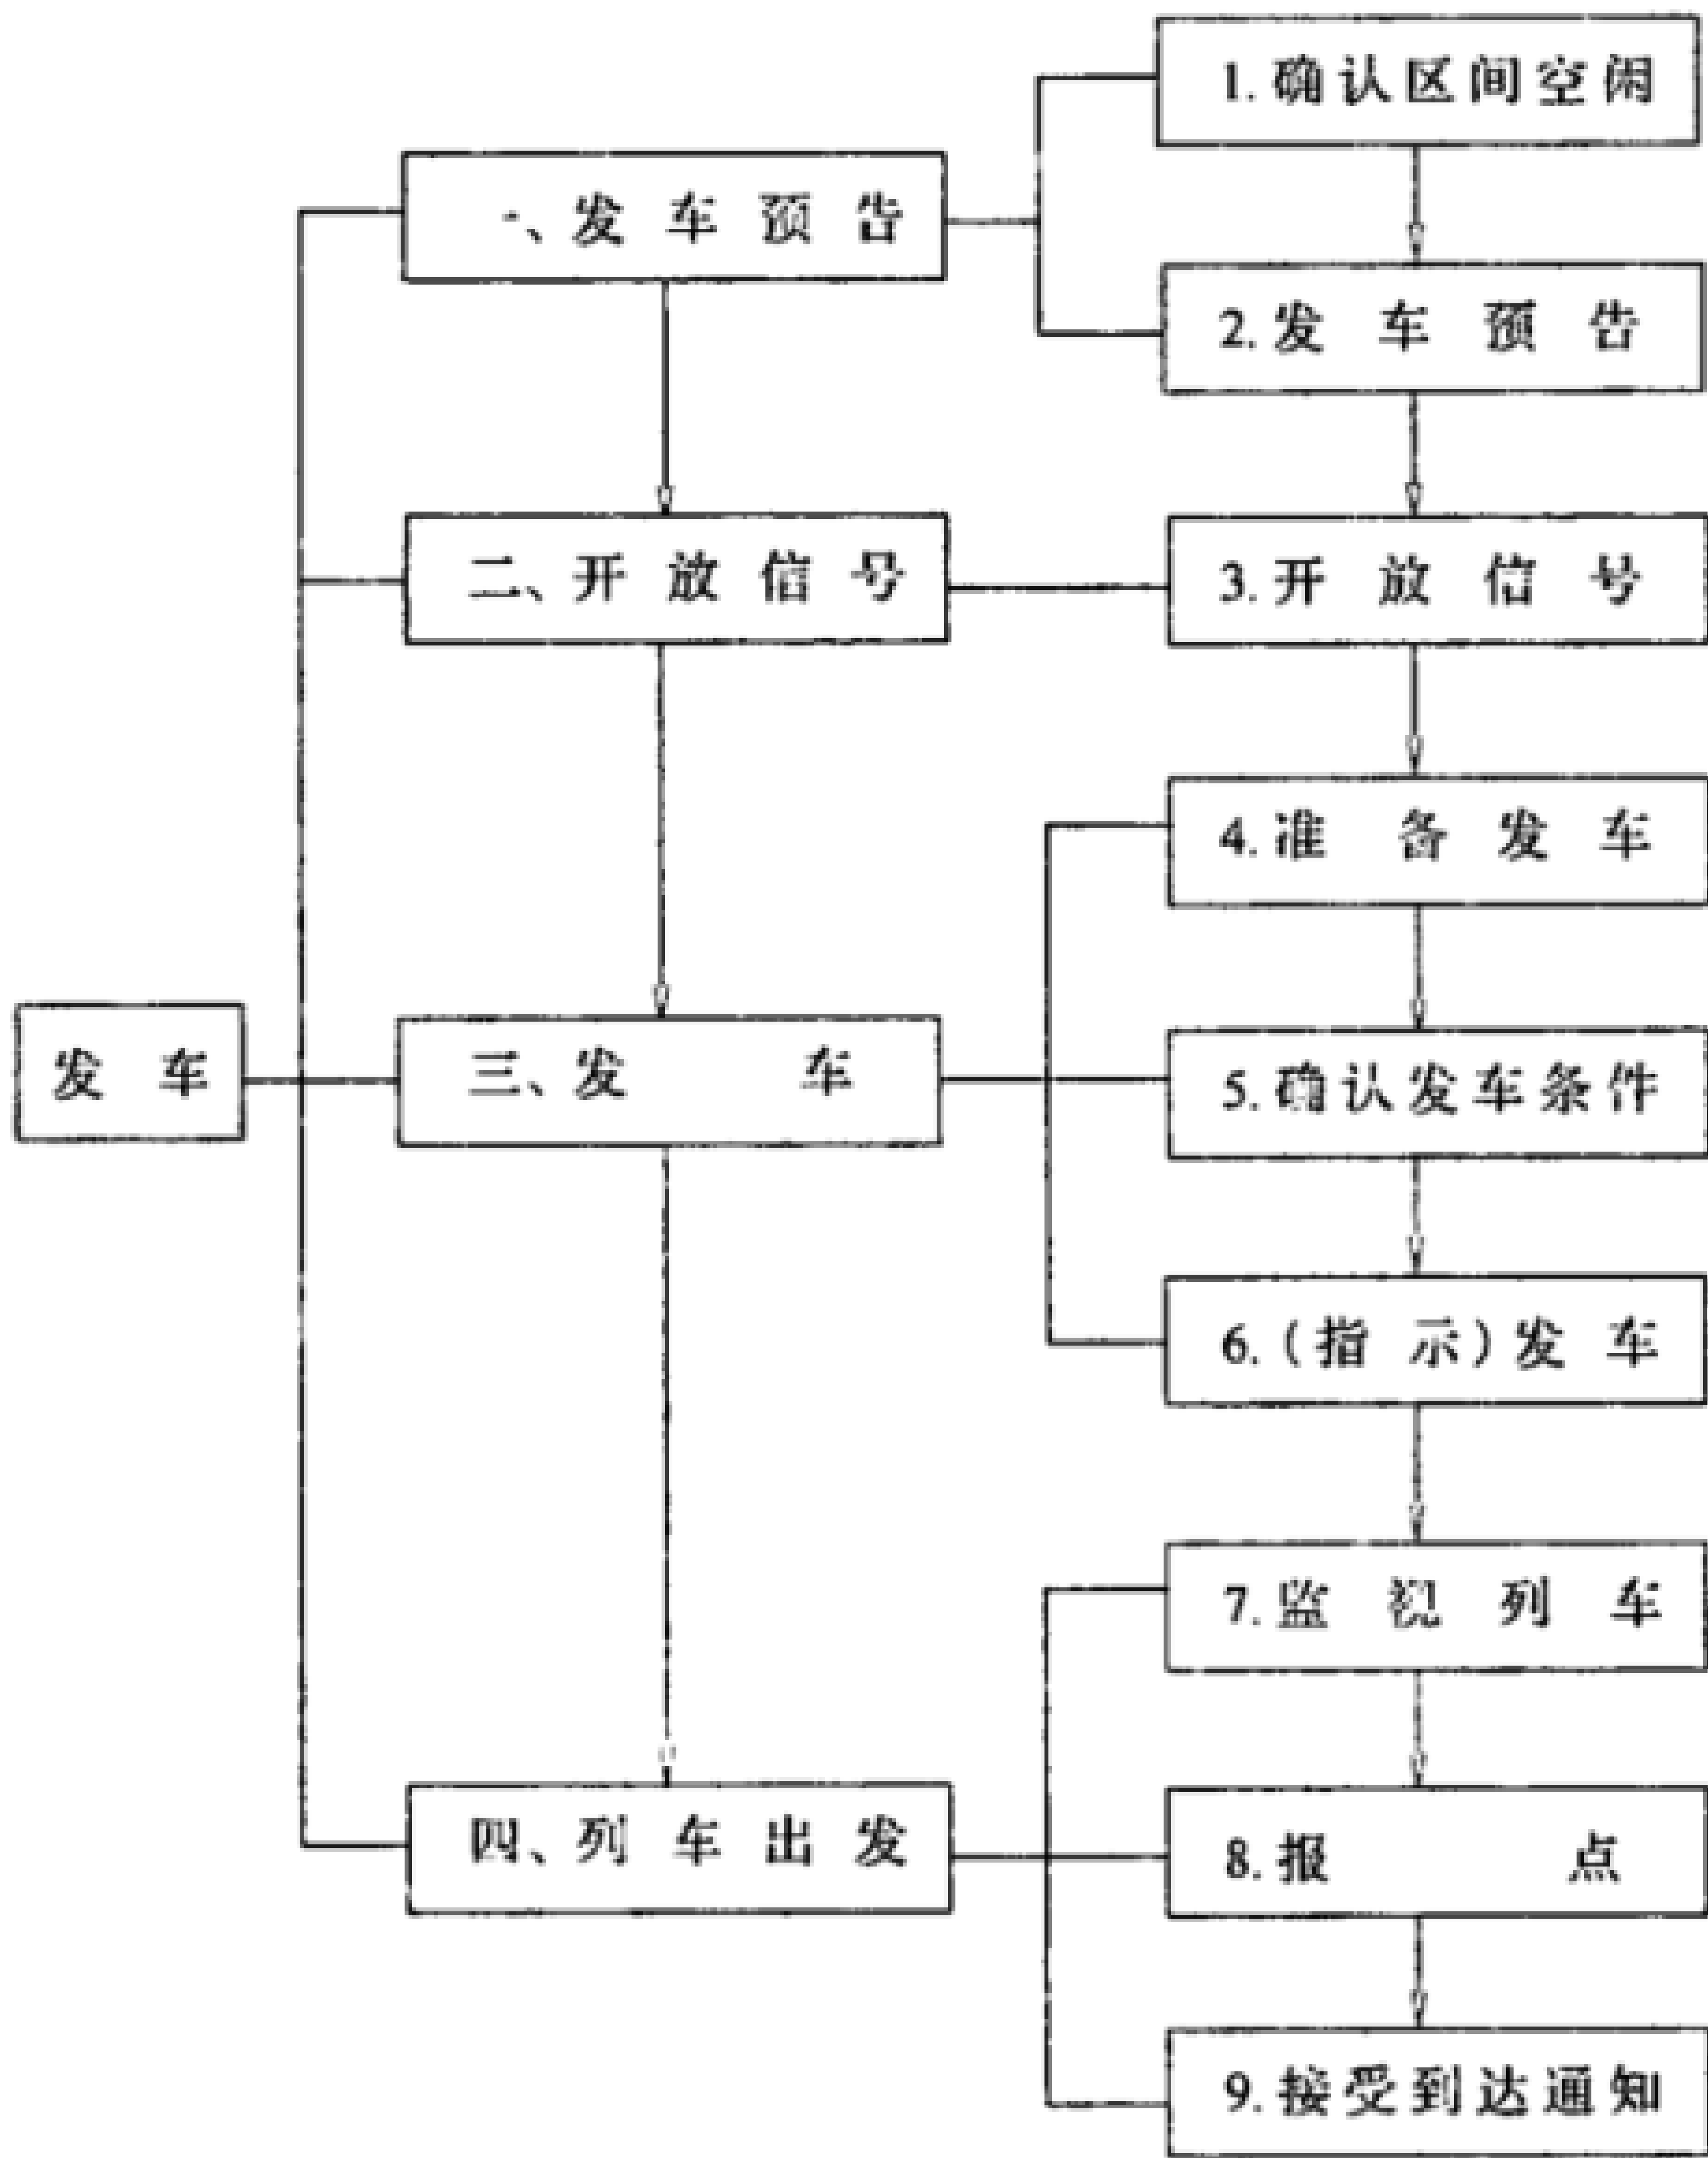 1.确认区间空闲
一、发车预告
2.发车预告
二、开放信号
3.开放信号
4.准备发车
发车
三、发车
5.确认发车条件
6.(指示)发车
7.监视列车
四、列车出发
8.报点
9.接受到达通知